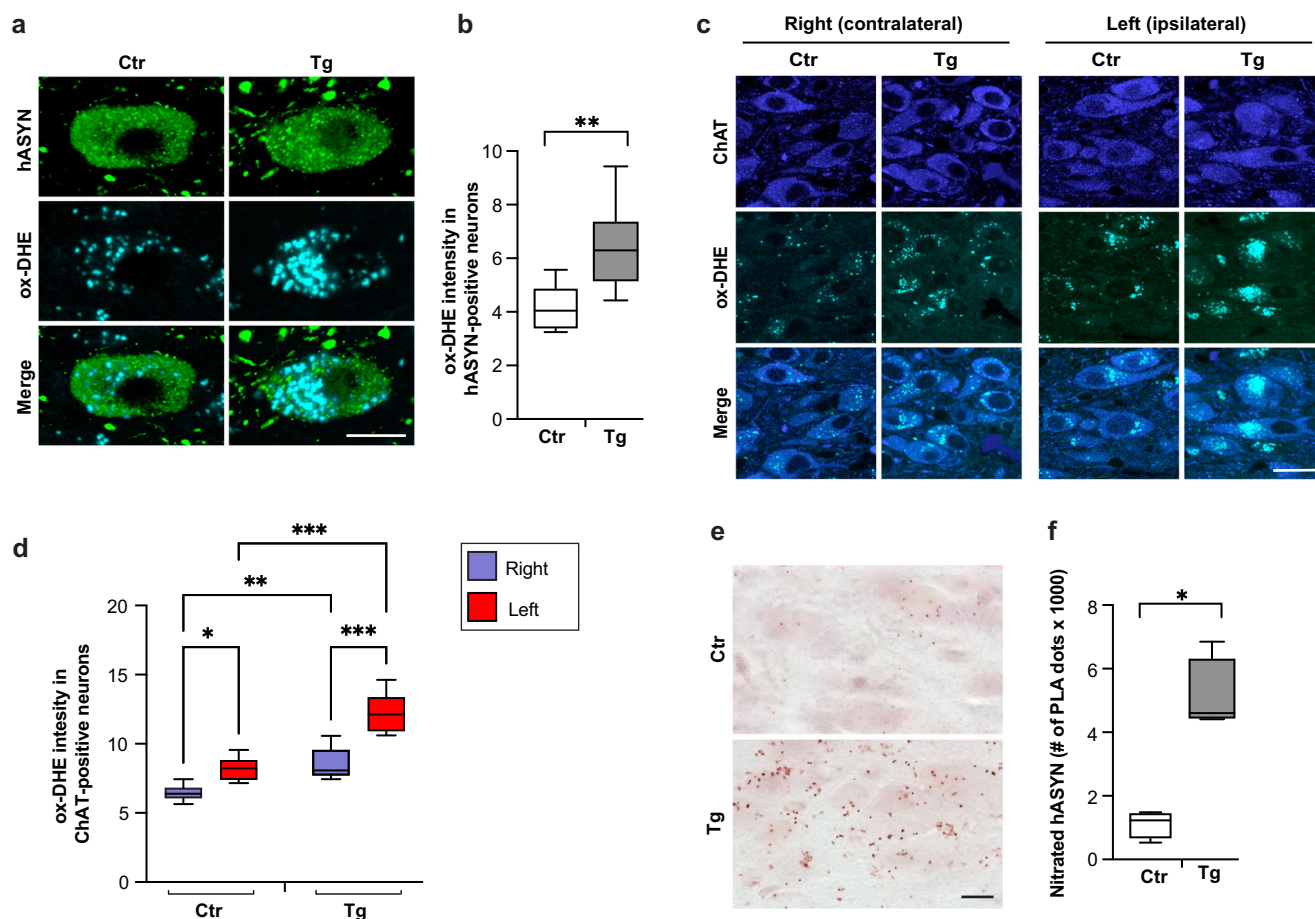 a
Ctr
Tg
hASYN
ox-DHE
Merge
b
**
ox-DHE intensity in
hASYN-positive neurons
10
8
6
4
6
2
0
Ctr
Tg
c
Right (contralateral)
Left (ipsilateral)
Ctr
Tg
Ctr
Tg
ChAT
ox-DHE
Merge
d
***
**
*
***
ox-DHE intesity in
ChAT-positive neurons
20
15
10
5
0
Ctr
Tg
Right
Left
e
Ctr
Tg
f
*
Nitrated hASYN (# of PLA dots x 1000)
8
6
4
2
0
Ctr
Tg